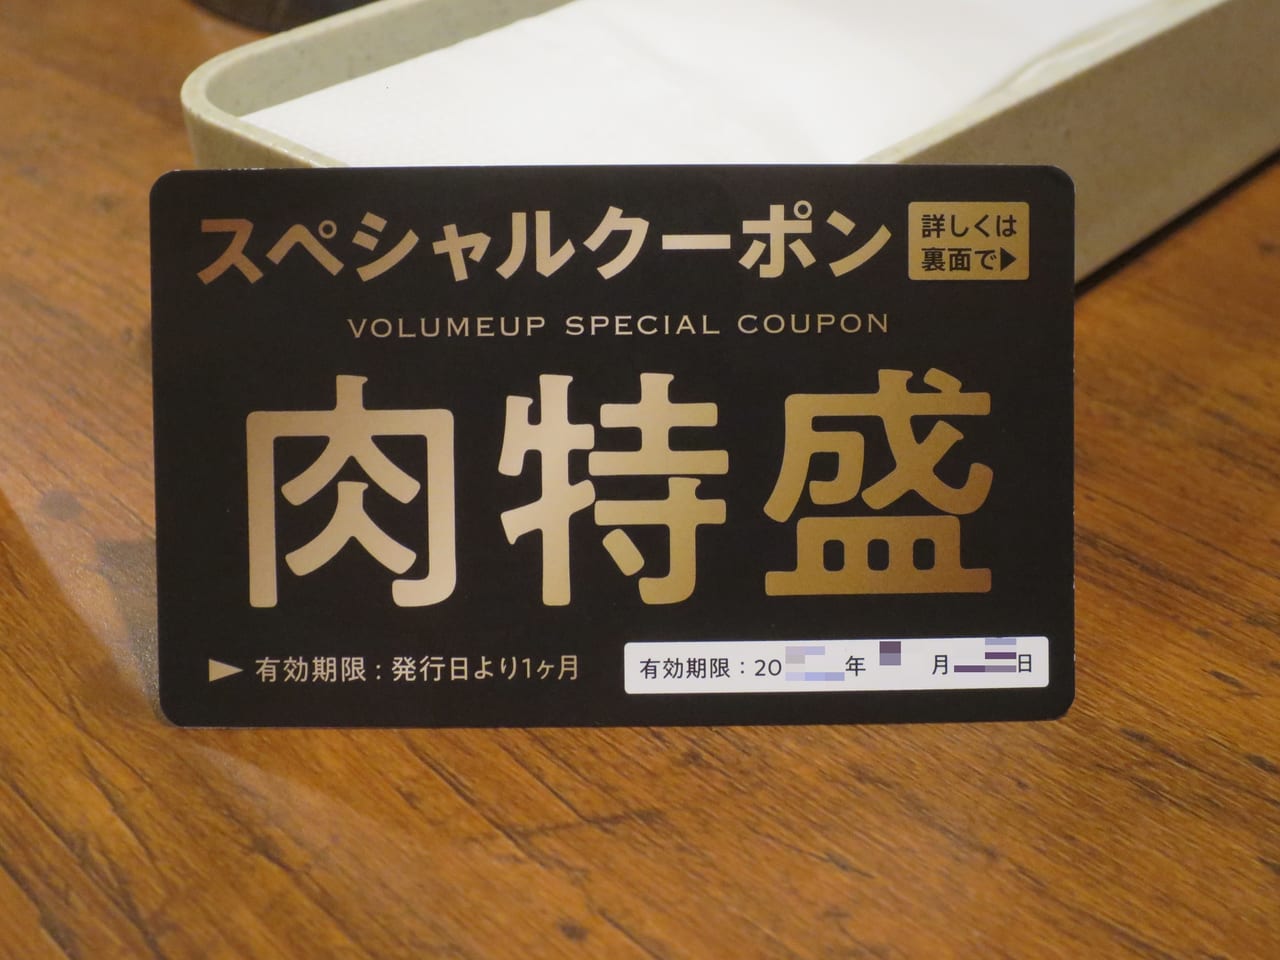 スペシャルクーポン
詳しくは
裏面で▶
VOLUMEUP SPECIAL COUPON
肉特盛
▶ 有効期限：発行日より1ヶ月
有効期限：20 年 月 日